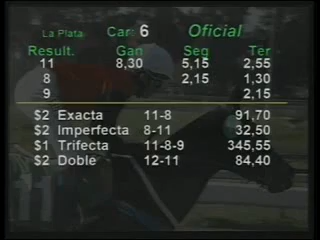 La Plata Car: 6 Oficial
Result. Gan Seg Ter
11 8,30 5,15 2,55
8 2,15 1,30
9 2,15
$2 Exacta 11-8 91,70
$2 Imperfecta 8-11 32,50
$1 Trifecta 11-8-9 345,55
$2 Doble 12-11 84,40